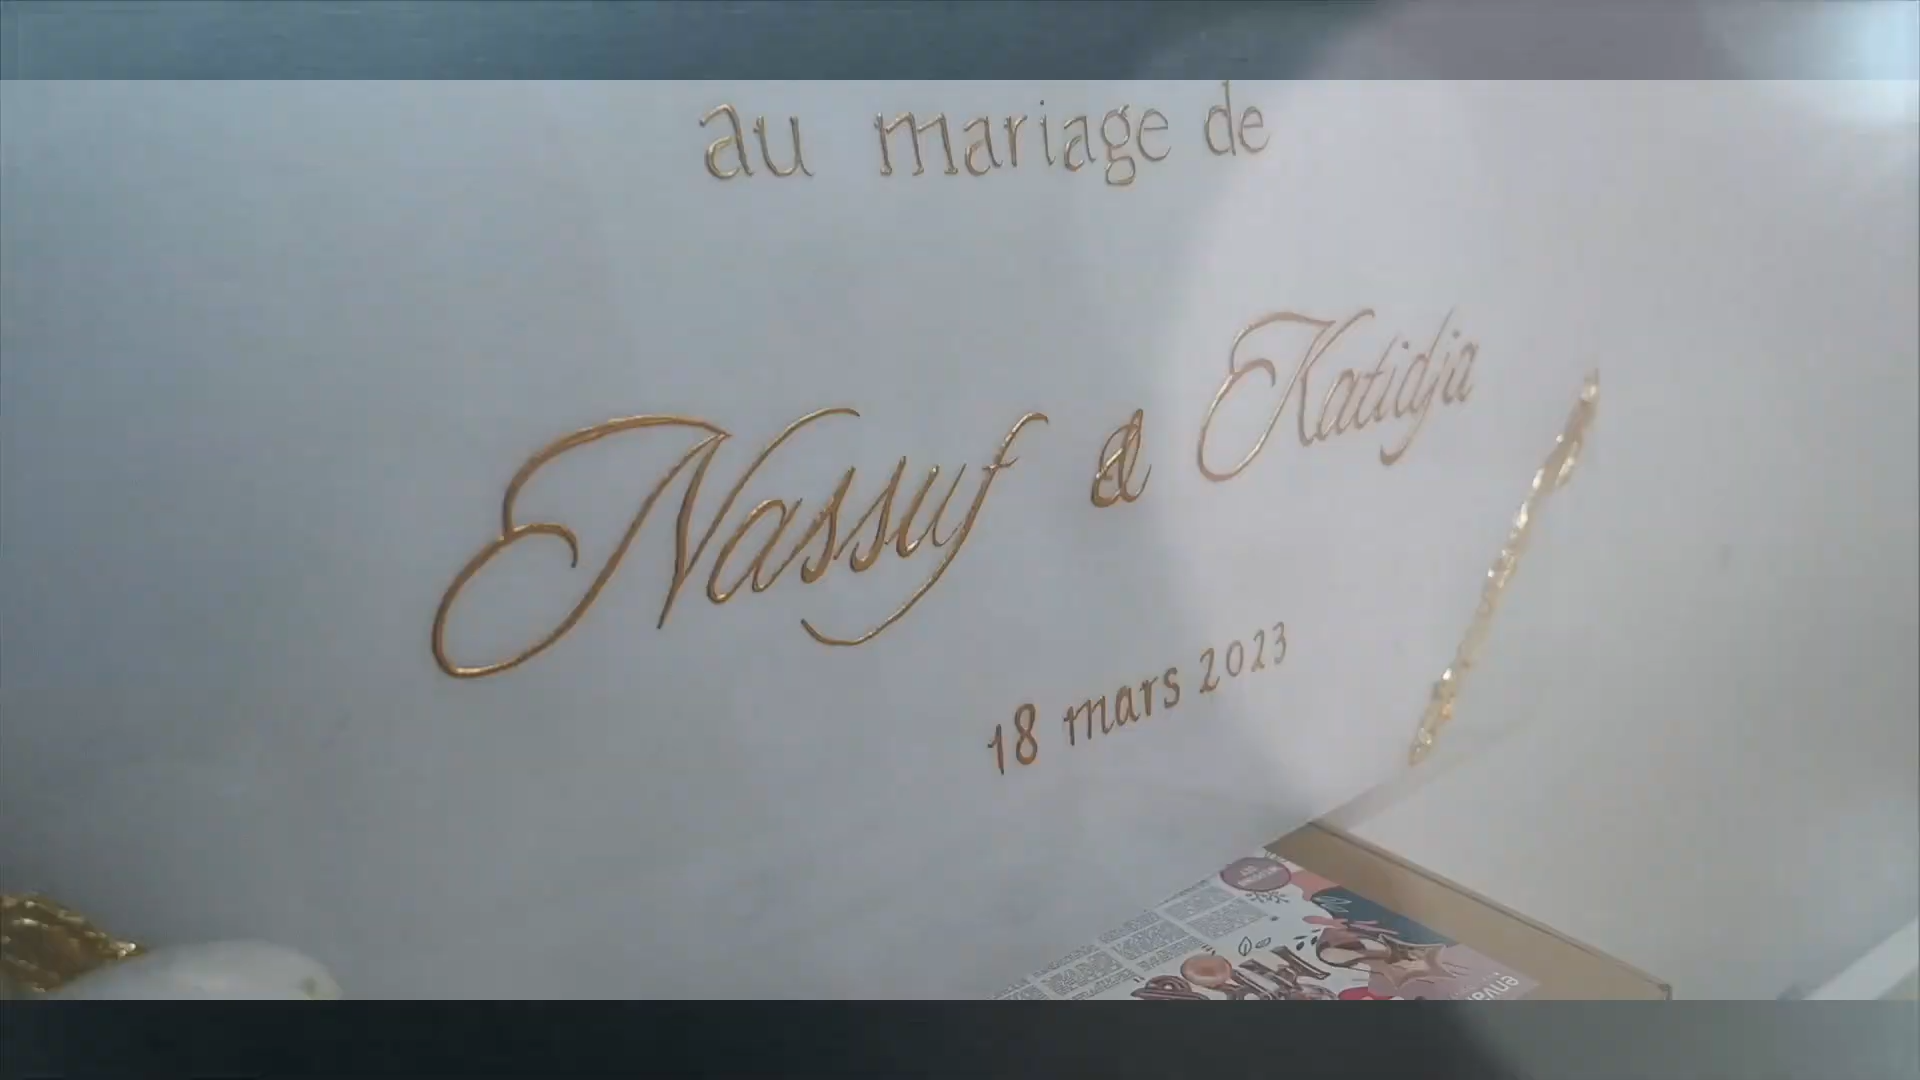 au mariage de
Nassuf & Katidja
18 mars 2023